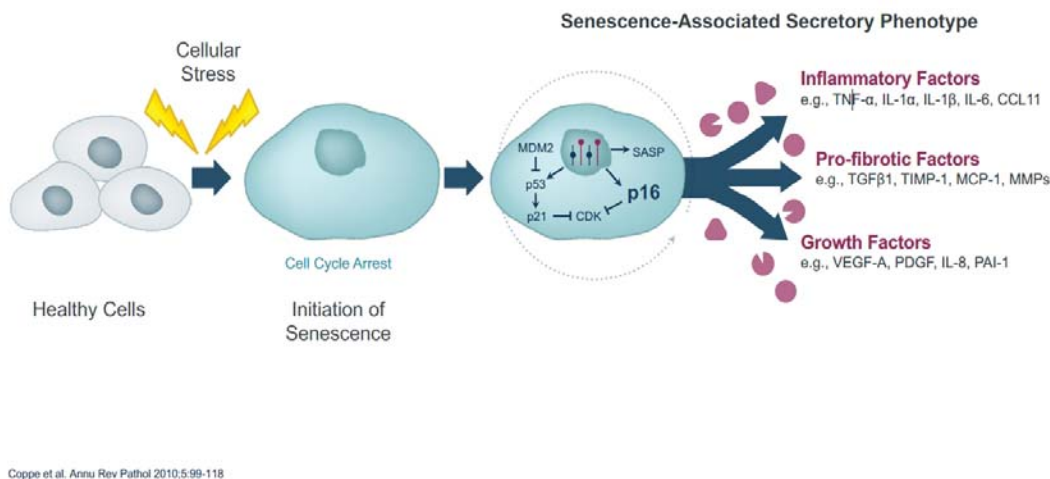 Senescence-Associated Secretory Phenotype
Cellular
Stress
Inflammatory Factors
e.g., TNF-α, IL-1α, IL-1β, IL-6, CCL11
MDM2
SASP
p53
p16
p21
CDK
Pro-fibrotic Factors
e.g., TGFβ1, TIMP-1, MCP-1, MMPs
Growth Factors
e.g., VEGF-A, PDGF, IL-8, PAI-1
Cell Cycle Arrest
Healthy Cells
Initiation of
Senescence
Coppe et al. Annu Rev Pathol 2010;5:99-118